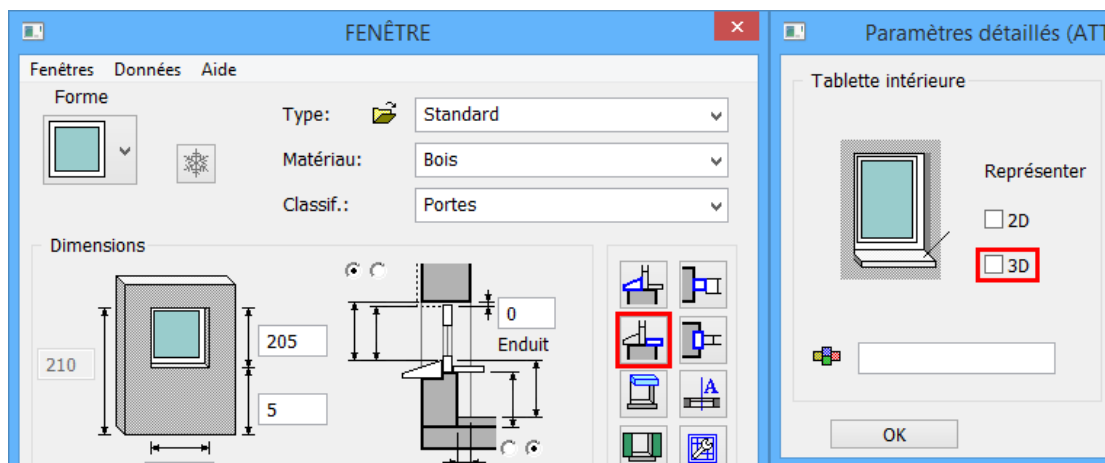 FENÊTRE
Fenêtres Données Aide
Forme
Type: Standard
Matériau: Bois
Classif.: Portes
Dimensions
0
Enduit
205
210
5
A
Paramètres détaillés (ATT
Tablette intérieure
Représenter
2D
3D
OK